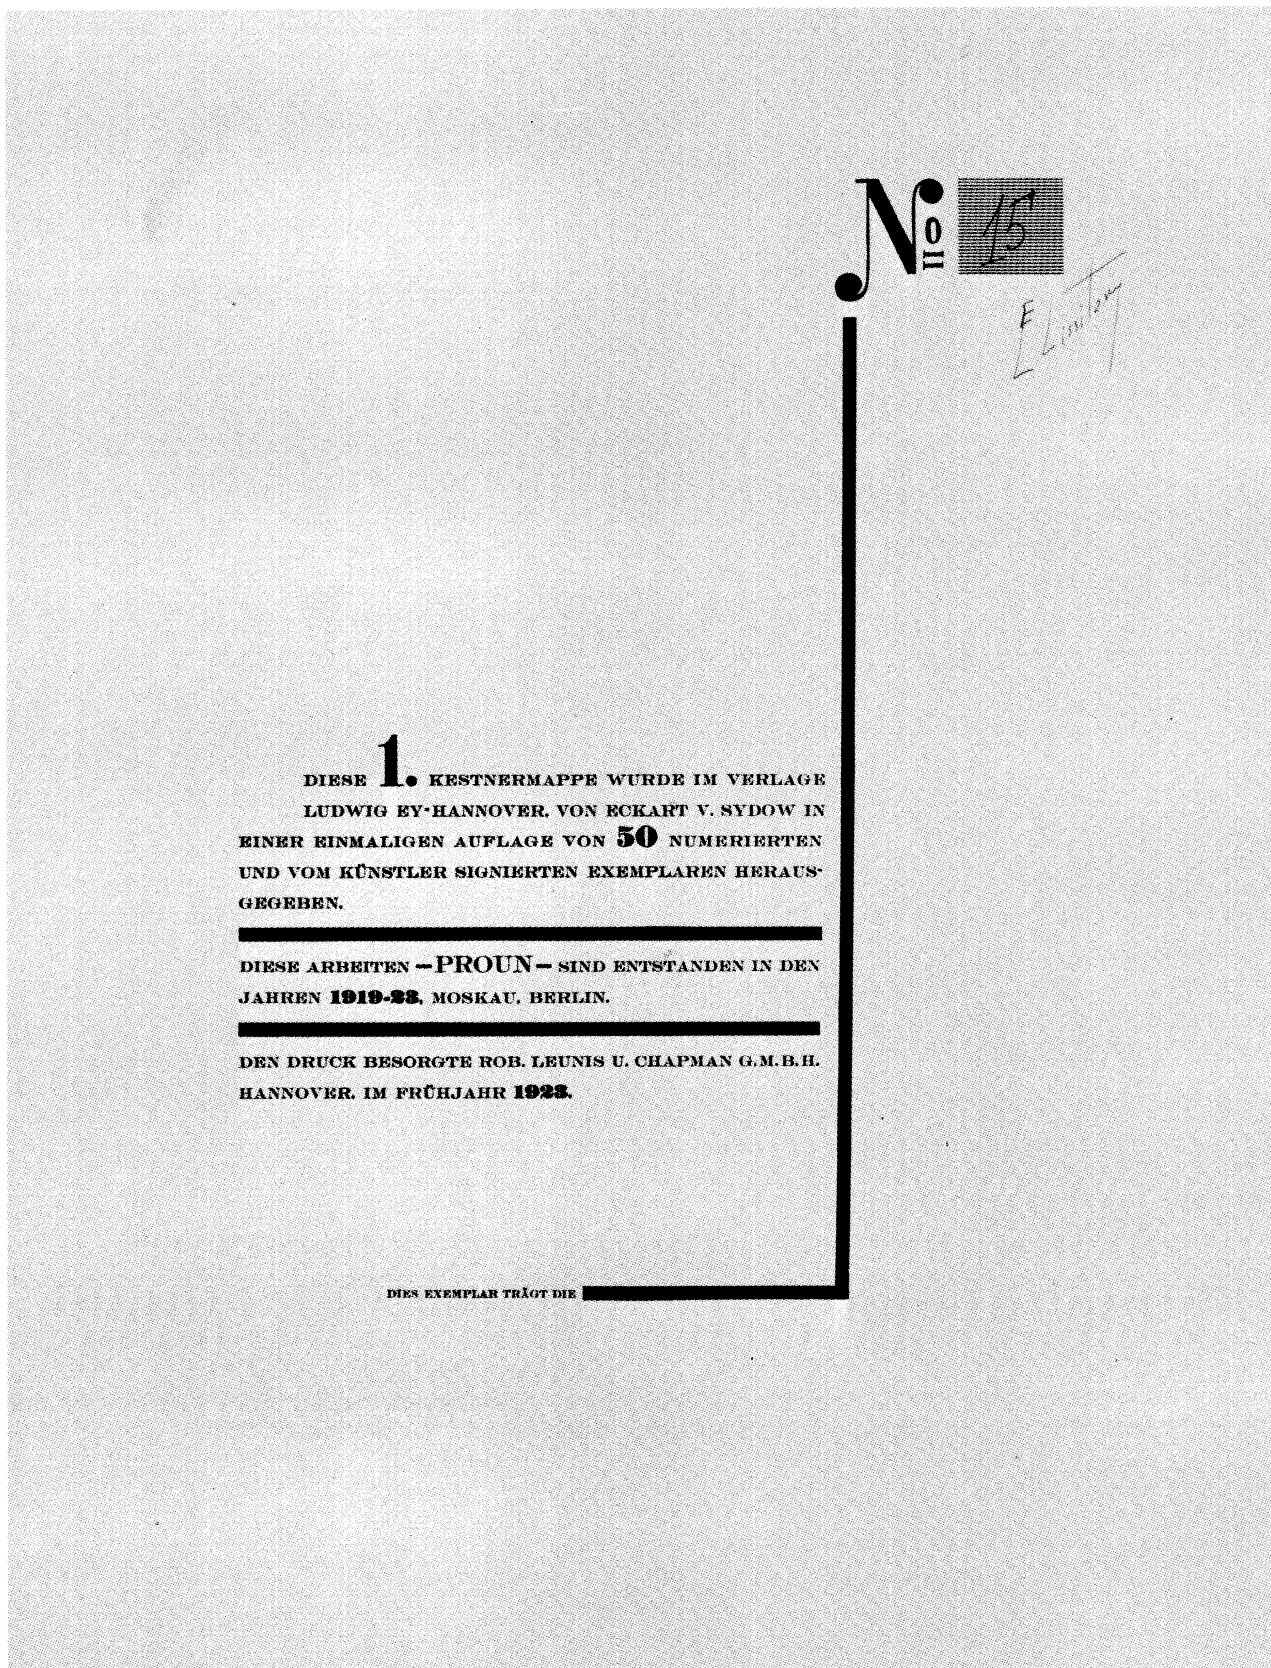 No 15
E Lissitzky
DIESE 1. KESTNERMAPPE WURDE IM VERLAGE
LUDWIG EY-HANNOVER, VON ECKART V. SYDOW IN
EINER EINMALIGEN AUFLAGE VON 50 NUMERIERTEN
UND VOM KÜNSTLER SIGNIERTEN EXEMPLAREN HERAUS-
GEGEBEN.
DIESE ARBEITEN —PROUN— SIND ENTSTANDEN IN DEN
JAHREN 1919-23, MOSKAU, BERLIN.
DEN DRUCK BESORGTE ROB. LEUNIS U. CHAPMAN G.M.B.H.
HANNOVER, IM FRÜHJAHR 1923.
DIES EXEMPLAR TRÄGT DIE